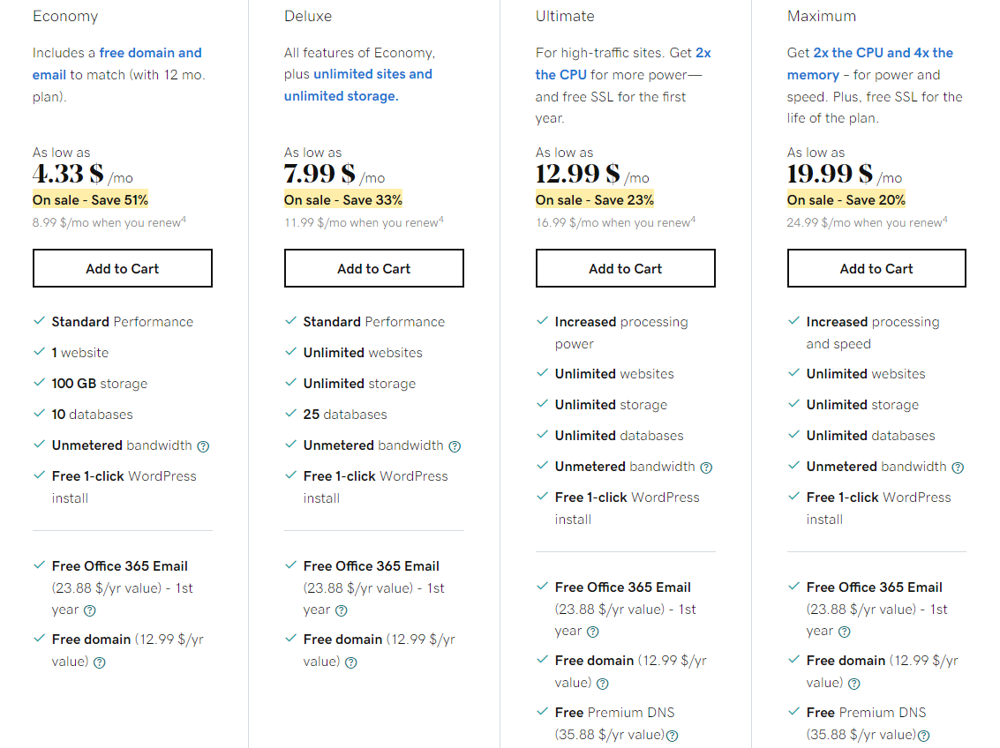 Economy
Includes a free domain and
email to match (with 12 mo.
plan).
As low as
4.33 $ /mo
On sale - Save 51%
8.99 $/mo when you renew4
Add to Cart
Standard Performance
1 website
100 GB storage
10 databases
Unmetered bandwidth ?
Free 1-click WordPress
install
Free Office 365 Email
(23.88 $/yr value) - 1st
year ?
Free domain (12.99 $/yr
value) ?
Deluxe
All features of Economy,
plus unlimited sites and
unlimited storage.
As low as
7.99 $ /mo
On sale - Save 33%
11.99 $/mo when you renew4
Add to Cart
Standard Performance
Unlimited websites
Unlimited storage
25 databases
Unmetered bandwidth ?
Free 1-click WordPress
install
Free Office 365 Email
(23.88 $/yr value) - 1st
year ?
Free domain (12.99 $/yr
value) ?
Ultimate
For high-traffic sites. Get 2x
the CPU for more power—
and free SSL for the first
year.
As low as
12.99 $ /mo
On sale - Save 23%
16.99 $/mo when you renew4
Add to Cart
Increased processing
power
Unlimited websites
Unlimited storage
Unlimited databases
Unmetered bandwidth ?
Free 1-click WordPress
install
Free Office 365 Email
(23.88 $/yr value) - 1st
year ?
Free domain (12.99 $/yr
value) ?
Free Premium DNS
(35.88 $/yr value)?
Maximum
Get 2x the CPU and 4x the
memory – for power and
speed. Plus, free SSL for the
life of the plan.
As low as
19.99 $ /mo
On sale - Save 20%
24.99 $/mo when you renew4
Add to Cart
Increased processing
and speed
Unlimited websites
Unlimited storage
Unlimited databases
Unmetered bandwidth ?
Free 1-click WordPress
install
Free Office 365 Email
(23.88 $/yr value) - 1st
year ?
Free domain (12.99 $/yr
value) ?
Free Premium DNS
(35.88 $/yr value)?